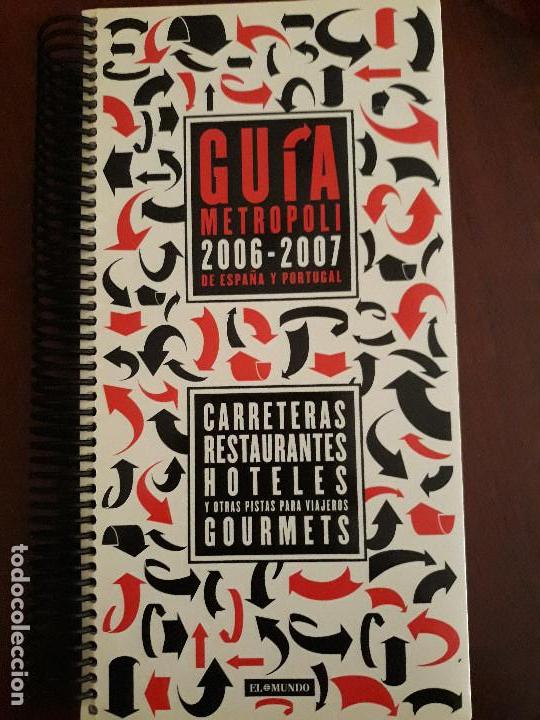 GUÍA
METROPOLI
2006-2007
DE ESPAÑA Y PORTUGAL
CARRETERAS
RESTAURANTES
HOTELES
Y OTRAS PISTAS PARA VIAJEROS
GOURMETS
EL MUNDO
todocoleccion